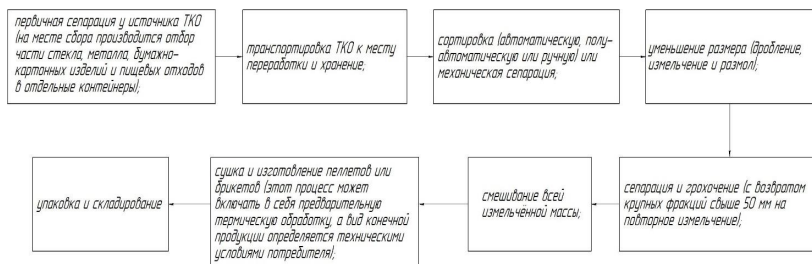 первичная сепарация у источника ТКО
(на месте сбора производится отбор
части стекла, металла, бумажно-
картонных изделий и пищевых отходов
в отдельные контейнеры);
транспортировка ТКО к месту
переработки и хранение;
сортировка (автоматическую, полу-
автоматическую или ручную) или
механическая сепарация;
уменьшение размера (дробление,
измельчение и размол);
сепарация и грохочение (с возвратом
крупных фракций свыше 50 мм на
повторное измельчение);
смешивание всей
измельчённой массы;
сушка и изготовление пеллетов или
брикетов (этот процесс может
включать в себя предварительную
термическую обработку, а вид конечной
продукции определяется техническими
условиями потребителя);
упаковка и складирование